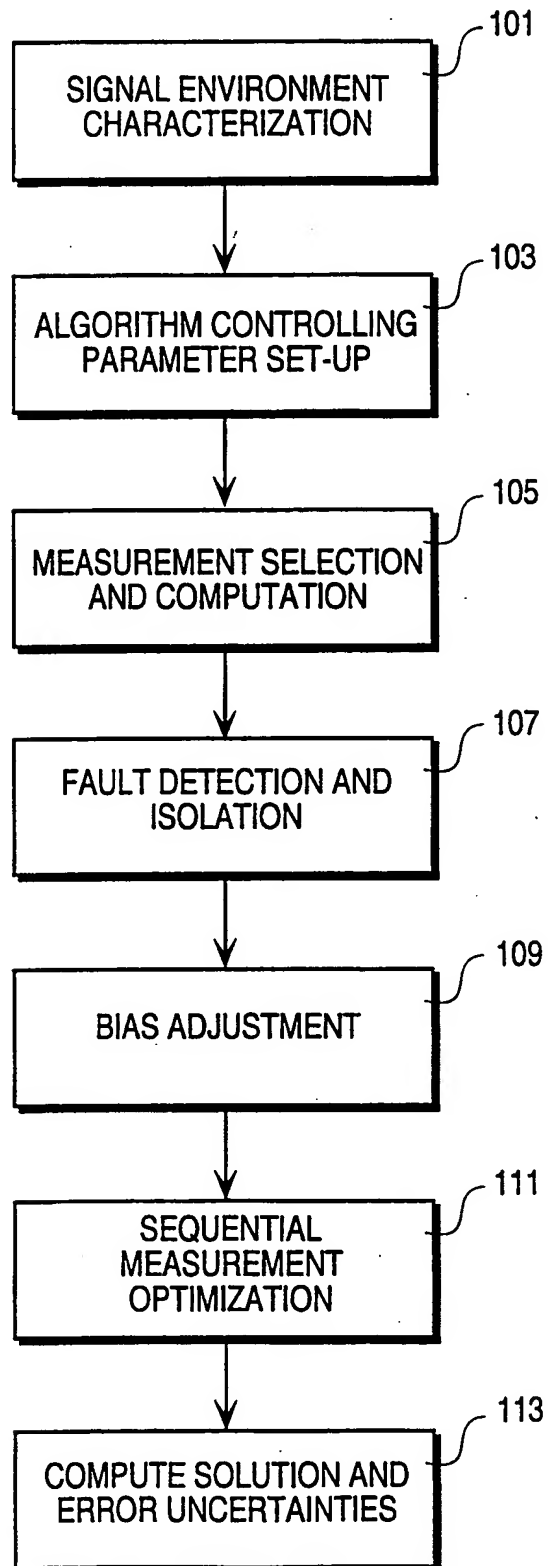 101
SIGNAL ENVIRONMENT
CHARACTERIZATION
103
ALGORITHM CONTROLLING
PARAMETER SET-UP
105
MEASUREMENT SELECTION
AND COMPUTATION
107
FAULT DETECTION AND
ISOLATION
109
BIAS ADJUSTMENT
111
SEQUENTIAL
MEASUREMENT
OPTIMIZATION
113
COMPUTE SOLUTION AND
ERROR UNCERTAINTIES